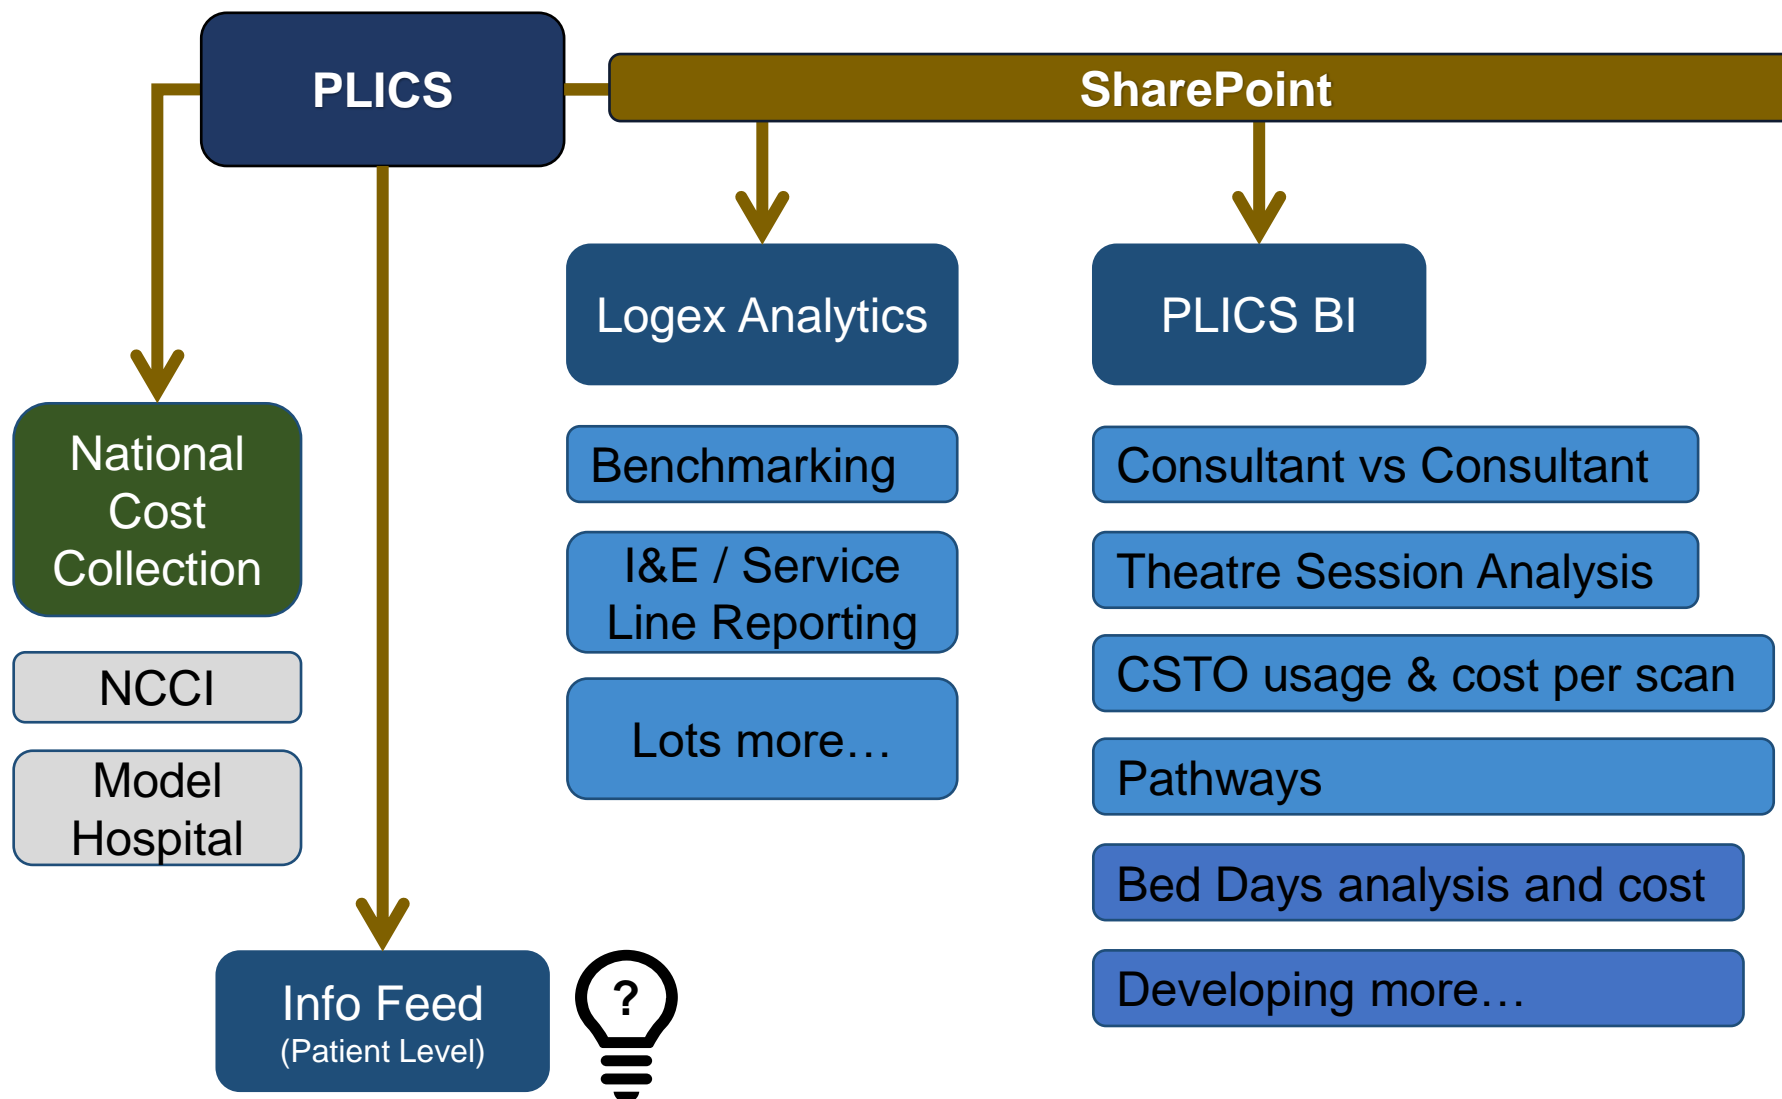 PLICS
SharePoint
National
Cost
Collection
NCCI
Model
Hospital
Info Feed
(Patient Level)
?
Logex Analytics
Benchmarking
I&E / Service
Line Reporting
Lots more…
PLICS BI
Consultant vs Consultant
Theatre Session Analysis
CSTO usage & cost per scan
Pathways
Bed Days analysis and cost
Developing more…